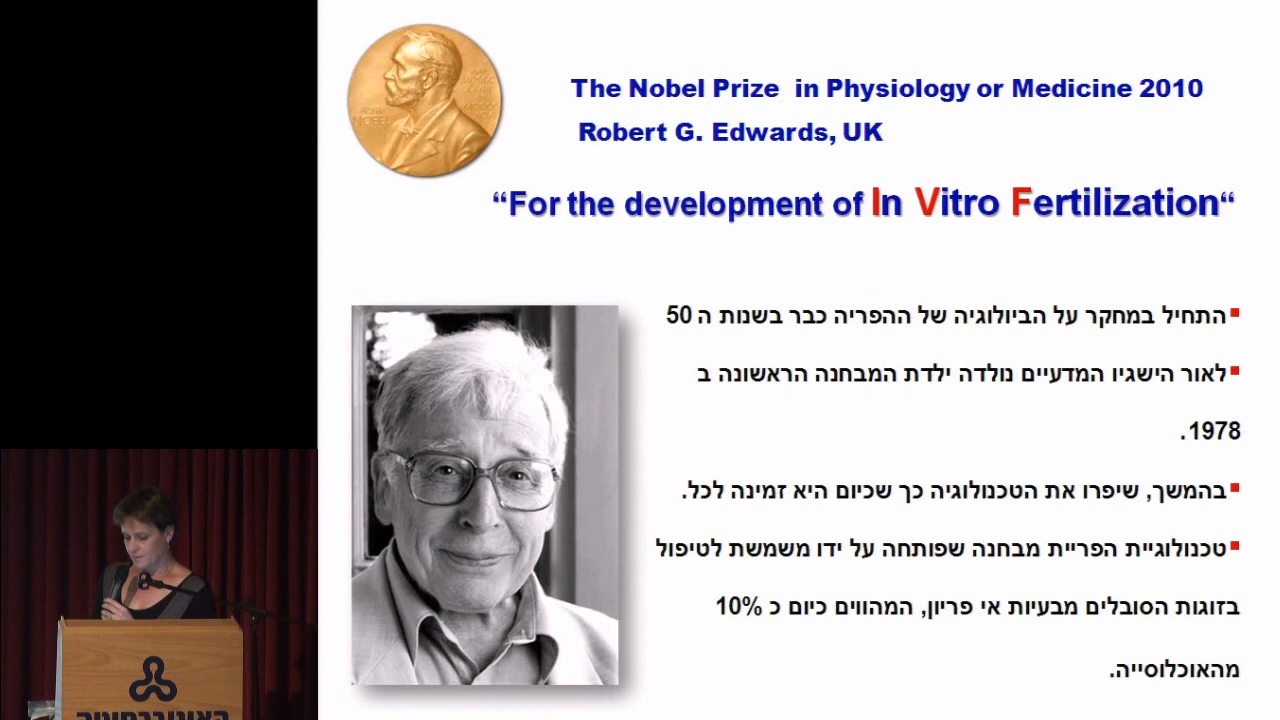 The Nobel Prize in Physiology or Medicine 2010
Robert G. Edwards, UK
“For the development of In Vitro Fertilization“
התחיל במחקר על הביולוגיה של ההפריה כבר בשנות ה 50
לאור הישגיו המדעיים נולדה ילדת המבחנה הראשונה ב
1978.
בהמשך, שיפרו את הטכנולוגיה כך שכיום היא זמינה לכל.
טכנולוגיית הפריית מבחנה שפותחה על ידו משמשת לטיפול
בזוגות הסובלים מבעיות אי פריון, המהווים כיום כ 10%
מהאוכלוסייה.
האוניברסיטה